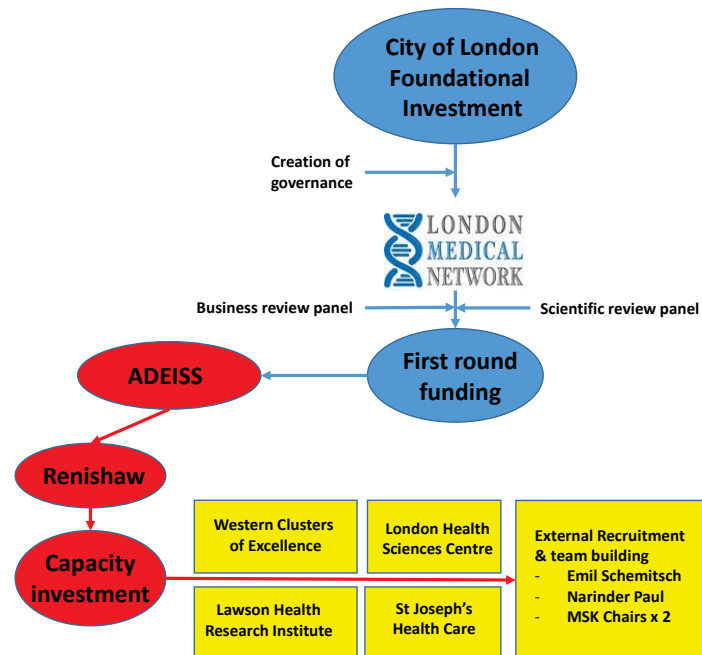 City of London
Foundational
Investment
Creation of
governance
LONDON
MEDICAL
NETWORK
Business review panel
Scientific review panel
ADEISS
First round
funding
Renishaw
Capacity
investment
Western Clusters
of Excellence
London Health
Sciences Centre
Lawson Health
Research Institute
St Joseph’s
Health Care
External Recruitment
& team building
- Emil Schemitsch
- Narinder Paul
- MSK Chairs x 2